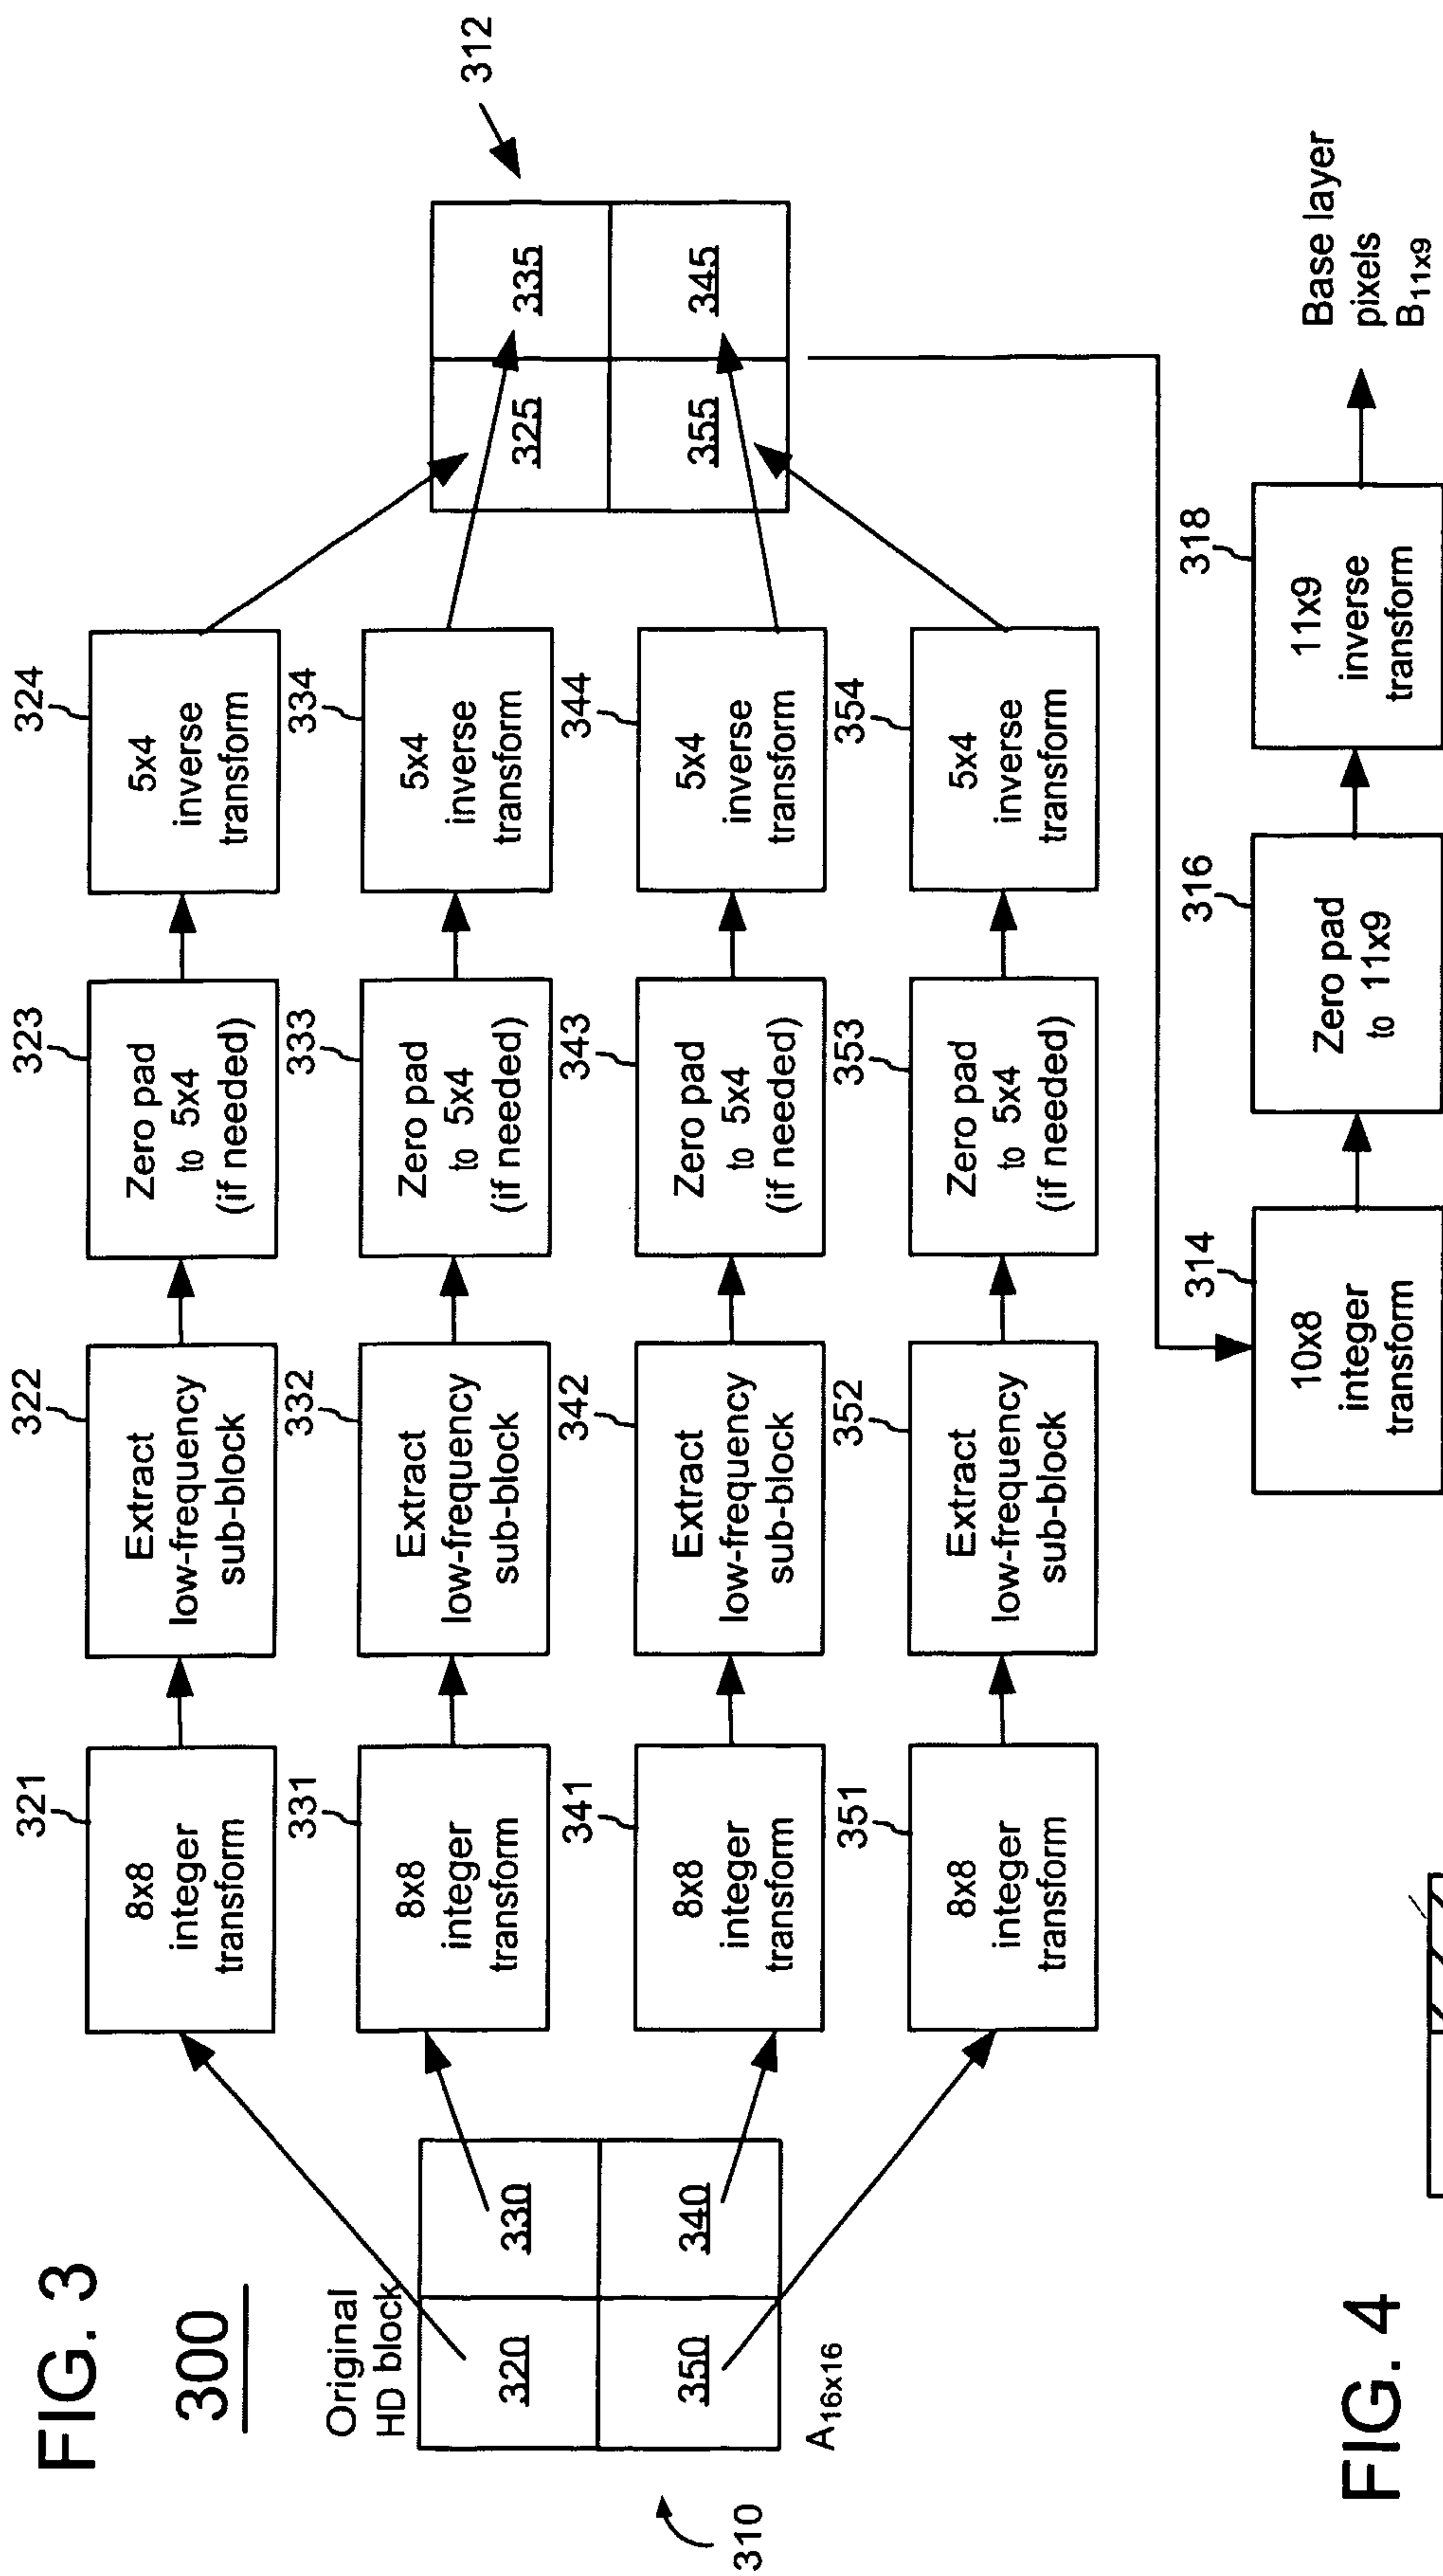 FIG. 3
300
Original
HD block
310
A16x16
320
330
350
340
321
8x8
integer
transform
322
Extract
low-frequency
sub-block
323
Zero pad
to 5x4
(if needed)
324
5x4
inverse
transform
331
8x8
integer
transform
332
Extract
low-frequency
sub-block
333
Zero pad
to 5x4
(if needed)
334
5x4
inverse
transform
341
8x8
integer
transform
342
Extract
low-frequency
sub-block
343
Zero pad
to 5x4
(if needed)
344
5x4
inverse
transform
351
8x8
integer
transform
352
Extract
low-frequency
sub-block
353
Zero pad
to 5x4
(if needed)
354
5x4
inverse
transform
312
325
335
355
345
314
10x8
integer
transform
316
Zero pad
to 11x9
318
11x9
inverse
transform
Base layer
pixels
B11x9
FIG. 4